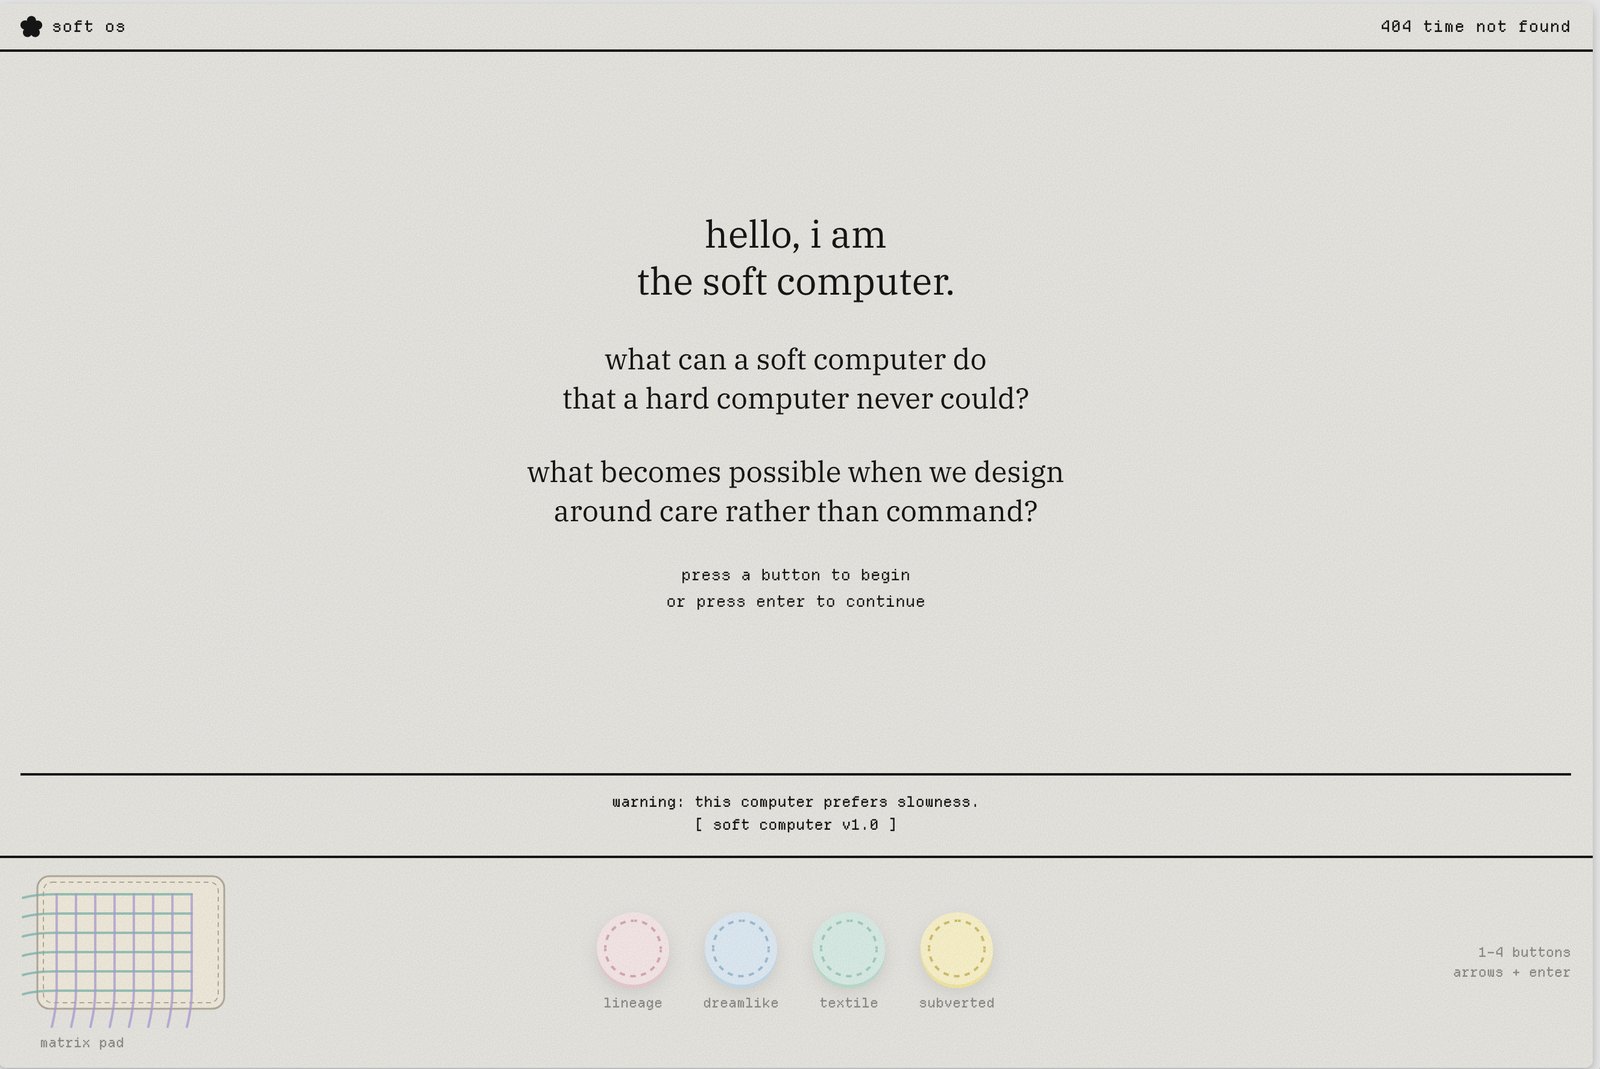 soft os
404 time not found
hello, i am
the soft computer.
what can a soft computer do
that a hard computer never could?
what becomes possible when we design
around care rather than command?
press a button to begin
or press enter to continue
warning: this computer prefers slowness.
[ soft computer v1.0 ]
lineage
dreamlike
textile
subverted
1-4 buttons
arrows + enter
matrix pad